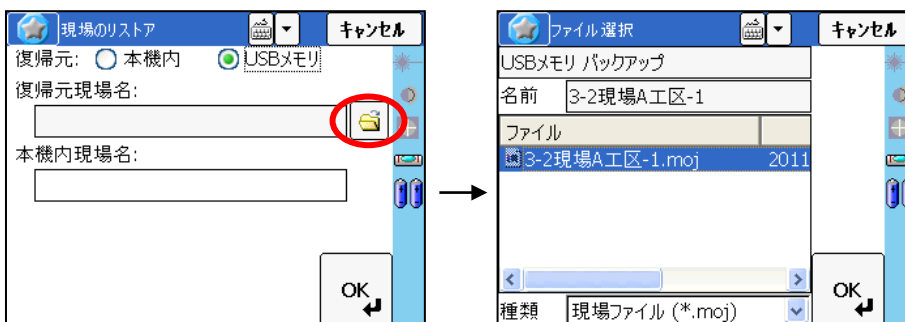 現場のリストア
キャンセル
復帰元: 本機内 USBメモリ
復帰元現場名:
本機内現場名:
OK
ファイル選択
キャンセル
USBメモリ バックアップ
名前 3-2現場A工区-1
ファイル
3-2現場A工区-1.moj 2011
OK
種類 現場ファイル (*.moj)